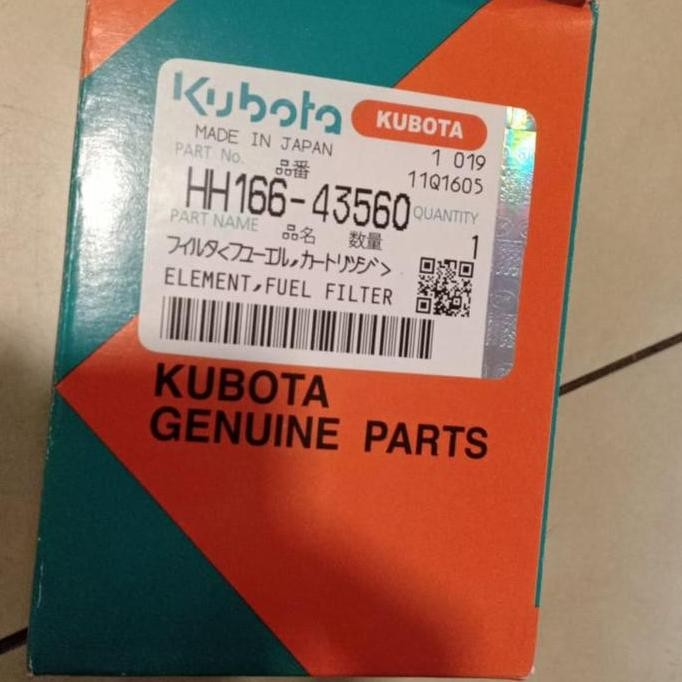 Kubota KUBOTA
MADE IN JAPAN
1 019
PART No. 品番
11Q1605
HH166-43560
QUANTITY
PART NAME 品名 数量
1
フィルタ<フユーエル,カートリッジ>
ELEMENT,FUEL FILTER
KUBOTA
GENUINE PARTS